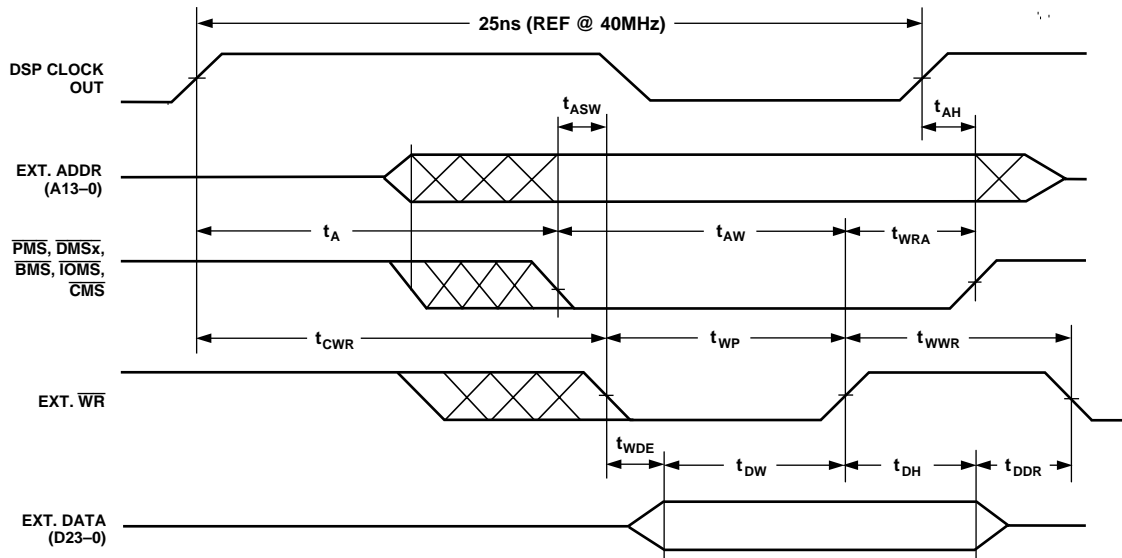 25ns (REF @ 40MHz)
DSP CLOCK
OUT
tASW
tAH
EXT. ADDR
(A13–0)
tA
tAW
tWRA
PMS, DMSx,
BMS, IOMS,
CMS
tCWR
tWP
tWWR
EXT. WR
tWDE
tDW
tDH
tDDR
EXT. DATA
(D23–0)